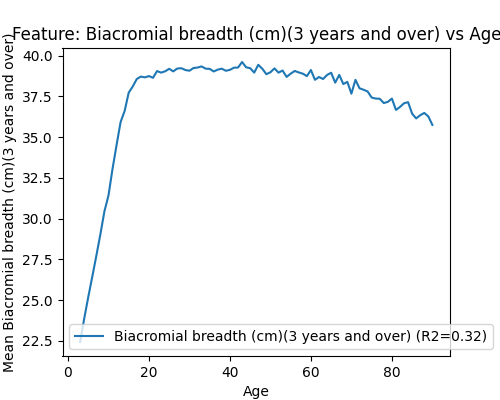 Feature: Biacromial breadth (cm)(3 years and over) vs Age
Mean Biacromial breadth (cm)(3 years and over)
40.0
37.5
35.0
32.5
30.0
27.5
25.0
22.5
Biacromial breadth (cm)(3 years and over) (R2=0.32)
0 20 40 60 80
Age